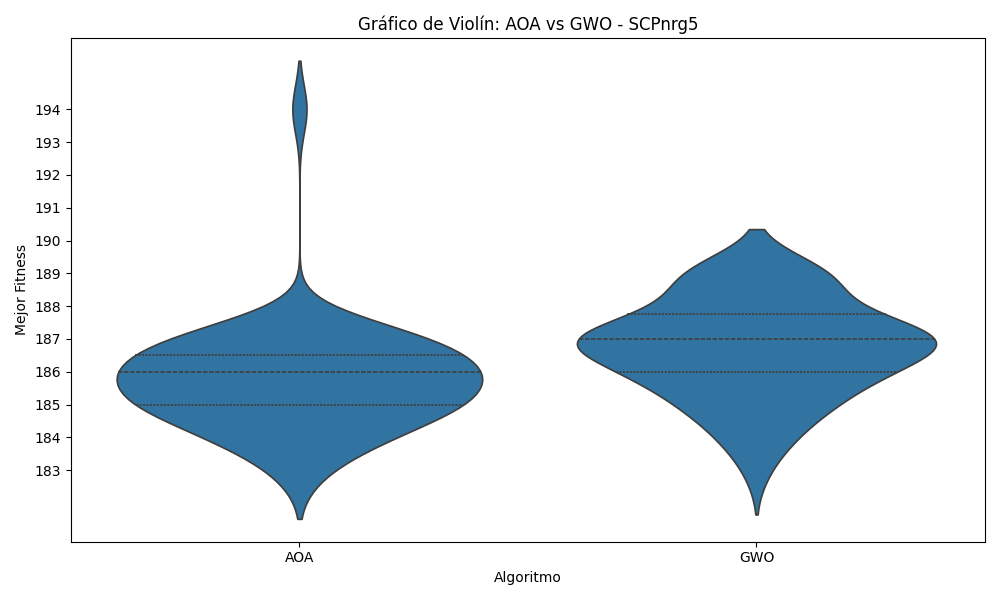 Gráfico de Violín: AOA vs GWO - SCPnrg5
Mejor Fitness
194
193
192
191
190
189
188
187
186
185
184
183
AOA
GWO
Algoritmo